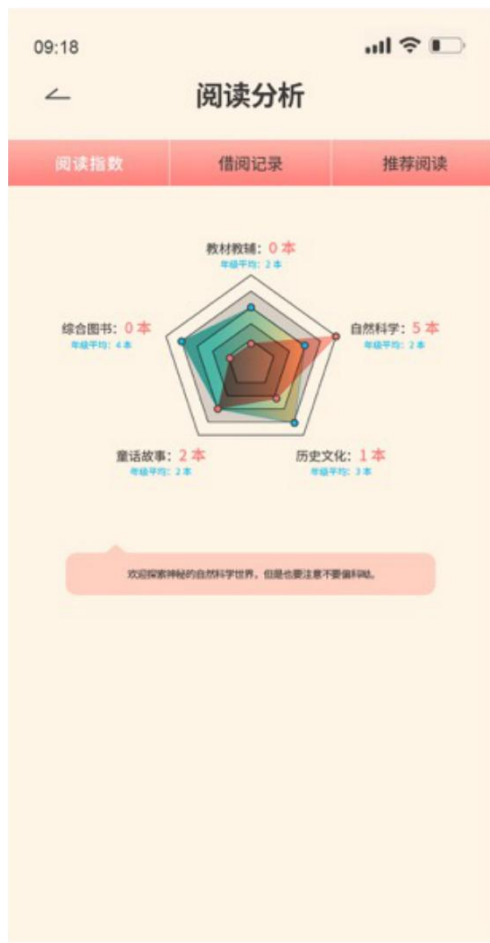 09:18
阅读分析
阅读指数 借阅记录 推荐阅读
教材教辅：0 本
年级平均：2 本
综合图书：0 本
年级平均：4 本
自然科学：5 本
年级平均：2 本
童话故事：2 本
年级平均：2 本
历史文化：1 本
年级平均：3 本
欢迎探索神秘的自然科学世界，但是也要注意不要偏科呦。